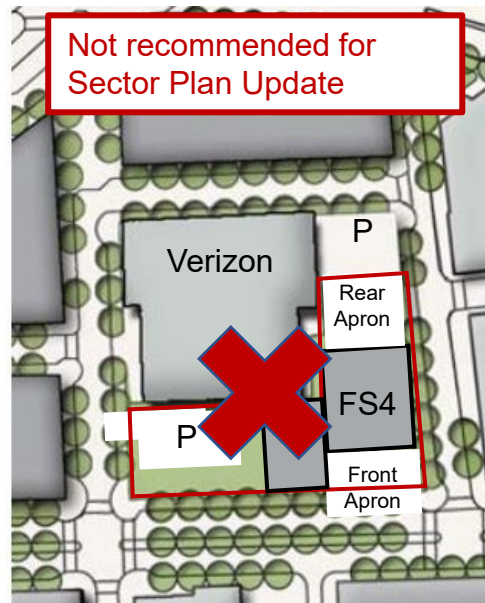 Not recommended for
Sector Plan Update
P
Verizon
Rear
Apron
FS4
P
Front
Apron